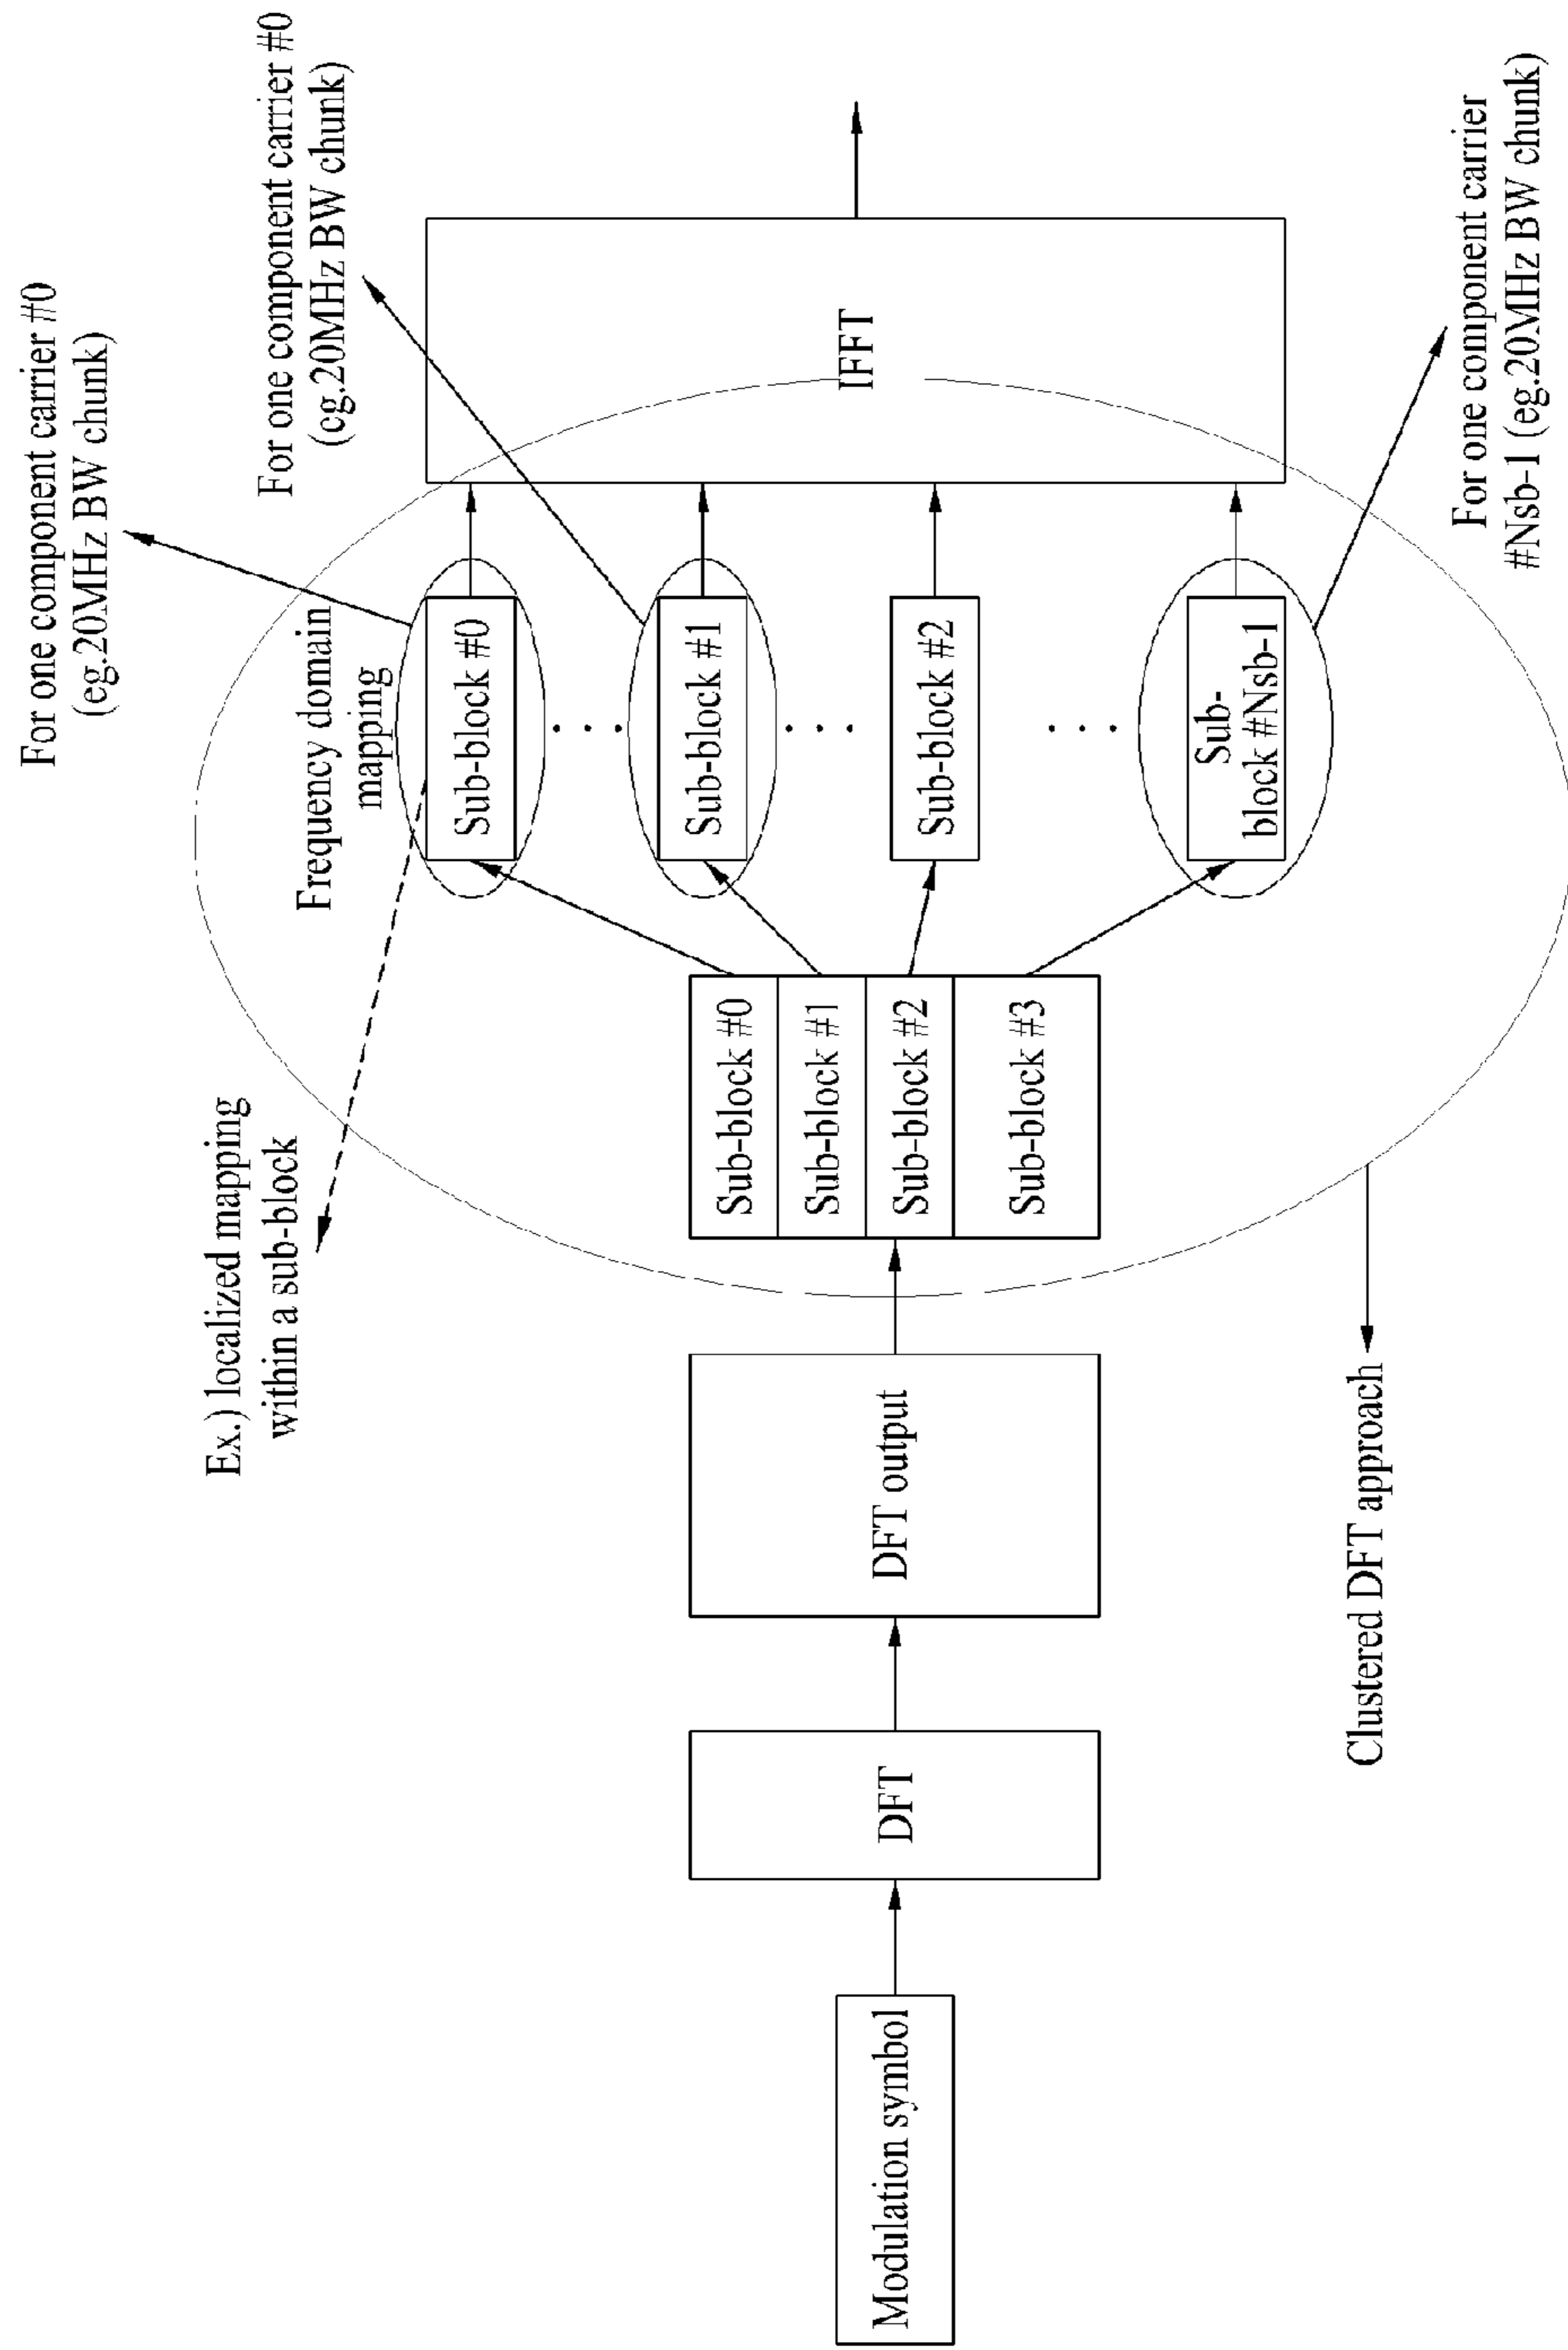 For one component carrier #0
(eg.20MHz BW chunk)
For one component carrier #0
(eg.20MHz BW chunk)
Ex.) localized mapping
within a sub-block
Frequency domain
mapping
Modulation symbol
DFT
DFT output
Sub-block #0
Sub-block #1
Sub-block #2
Sub-block #3
Sub-block #0
Sub-block #1
Sub-block #2
Sub-
block #Nsb-1
IFFT
Clustered DFT approach
For one component carrier
#Nsb-1 (eg.20MHz BW chunk)